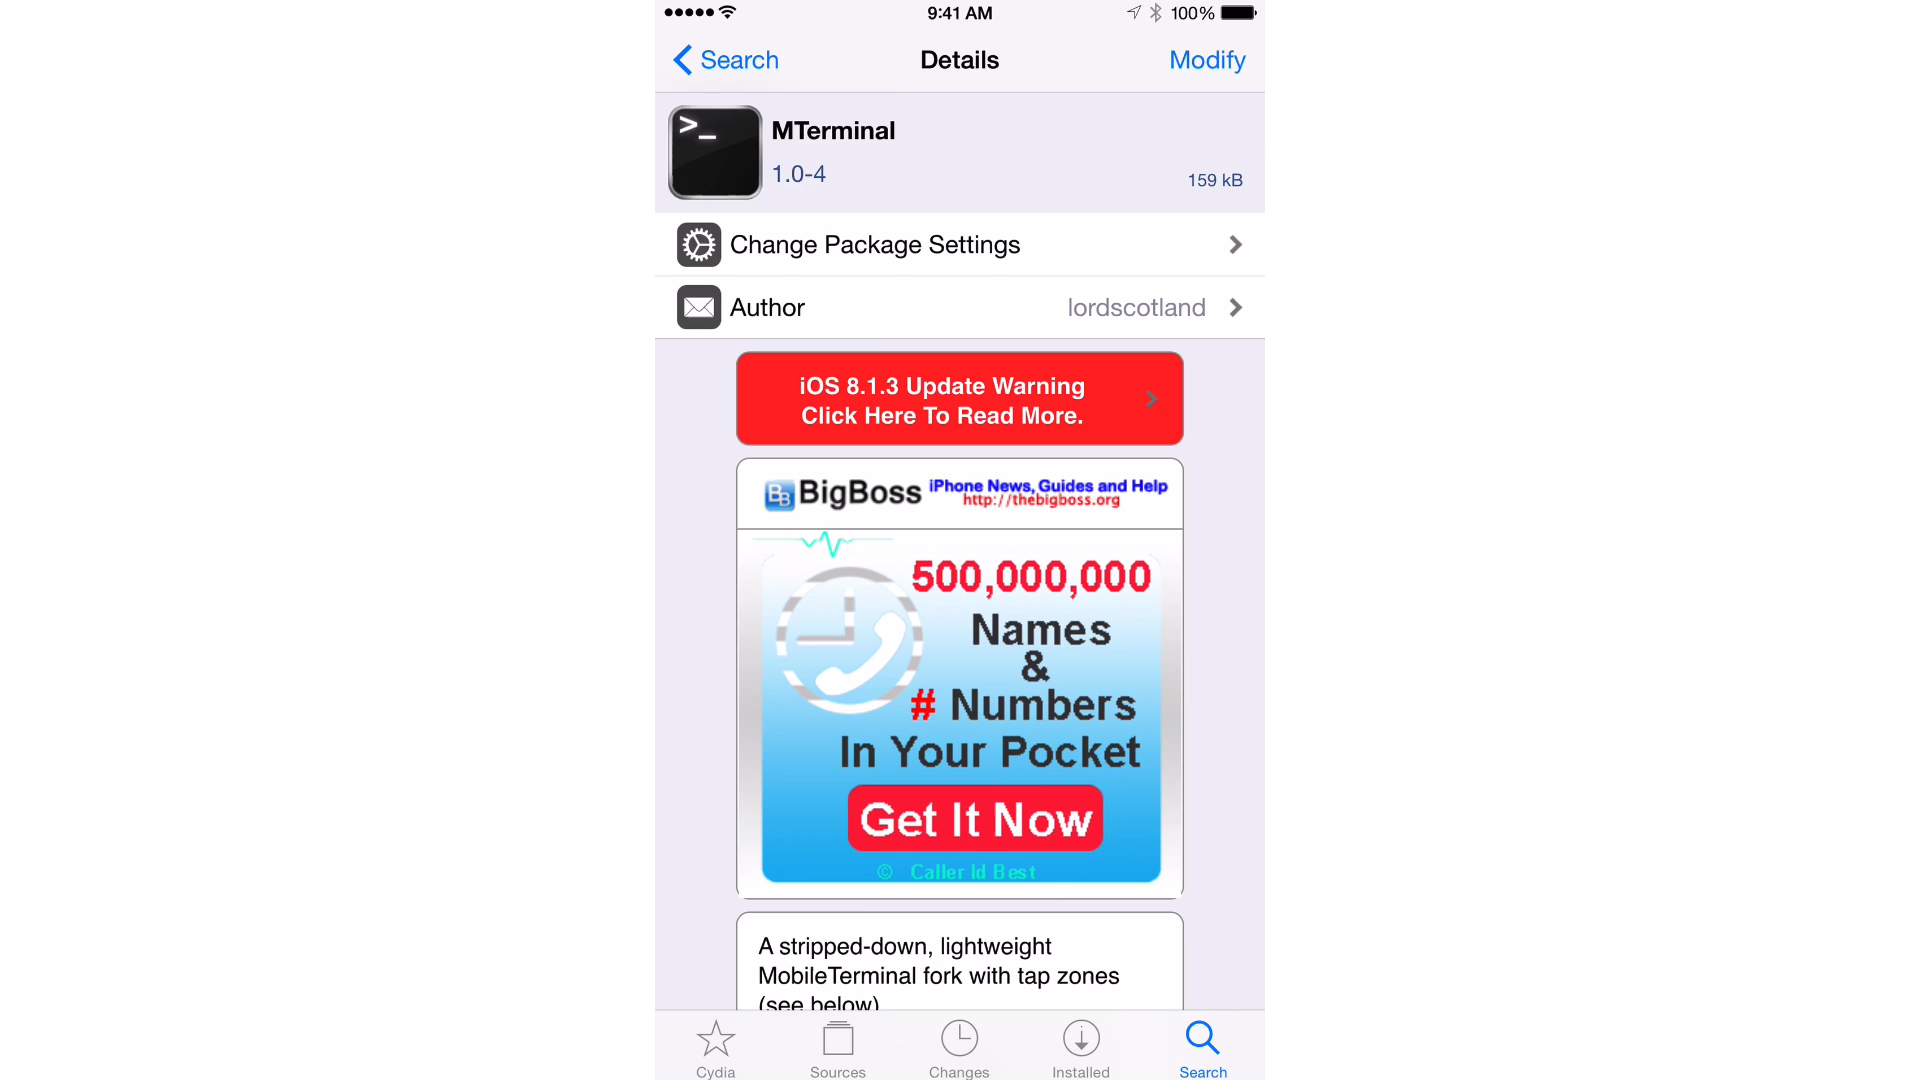 9:41 AM
100%
Search
Details
Modify
>_
MTerminal
1.0-4
159 kB
Change Package Settings
Author
lordscotland
iOS 8.1.3 Update Warning
Click Here To Read More.
BB
BigBoss
iPhone News, Guides and Help
http://thebigboss.org
500,000,000
Names
&
# Numbers
In Your Pocket
Get It Now
© Caller Id Best
A stripped-down, lightweight
MobileTerminal fork with tap zones
(see below)
Cydia
Sources
Changes
Installed
Search